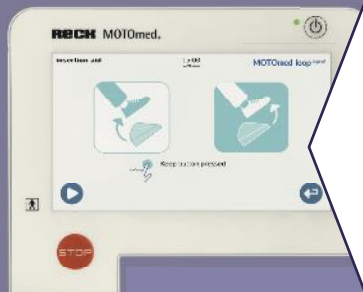 RECK MOTOmed.
Insertion aid
MOTOmed loop
Keep button pressed
STOP